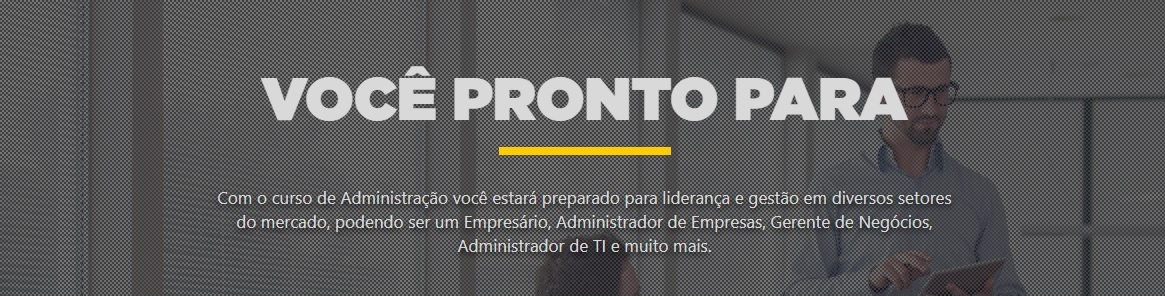 VOCÊ PRONTO PARA
Com o curso de Administração você estará preparado para liderança e gestão em diversos setores
do mercado, podendo ser um Empresário, Administrador de Empresas, Gerente de Negócios,
Administrador de TI e muito mais.